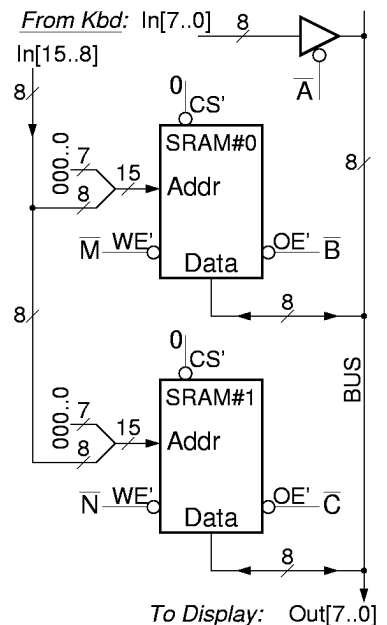 From Kbd: In[7..0]
8
In[15..8]
A̅
8
0
CS'
SRAM#0
8
000..0
7
15
Addr
8
M̅ WE'
OE' B̅
Data
8
8
0
CS'
BUS
SRAM#1
000..0
7
15
Addr
8
N̅ WE'
OE' C̅
Data
8
To Display: Out[7..0]